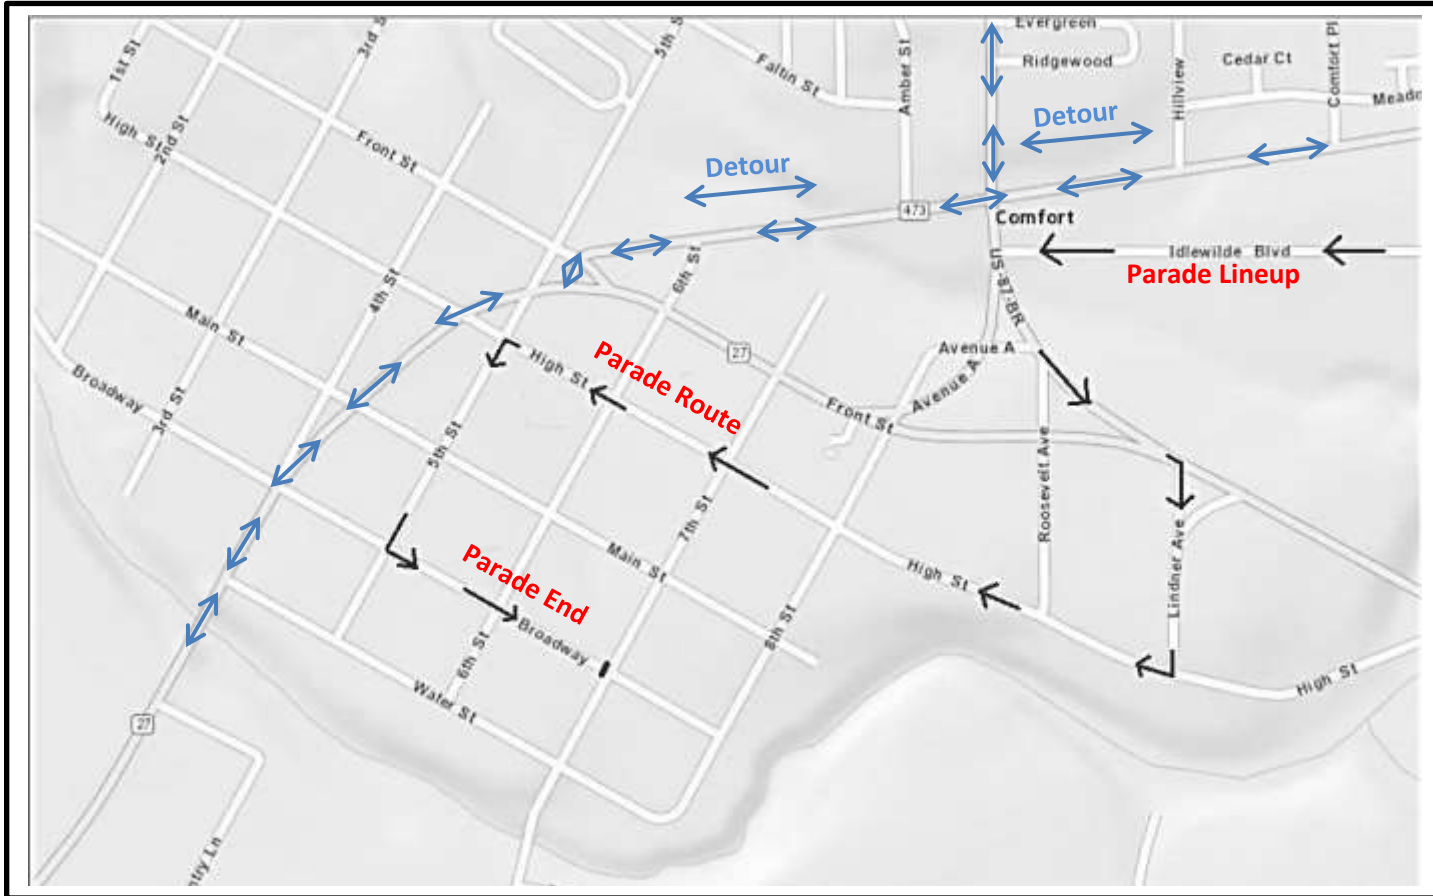 Evergreen
Ridgewood
Cedar Ct
Hillview
Comfort Pl
Meado
Amber St
Faltin St
5th S
3rd S
1st St
2nd St
High St
Front St
Detour
Detour
473
Comfort
US-87-BR
Idlewilde Blvd
Parade Lineup
6th St
4th St
Main St
Broadway
3rd St
27
Avenue A
Avenue A
High St
Parade Route
Front St
5th St
7th St
Roosevelt Ave
Lindner Ave
Main St
High St
Parade End
Broadway
8th St
6th St
Water St
High St
27
ntry Ln